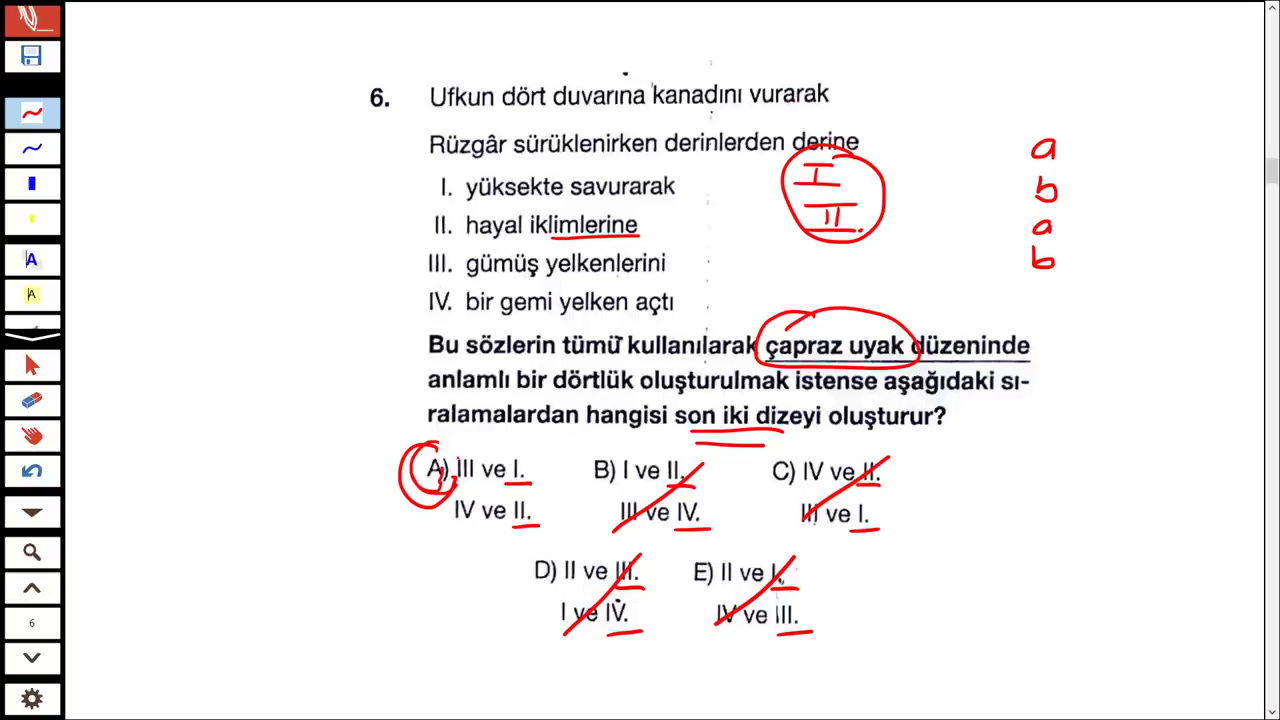 6. Ufkun dört duvarına kanadını vurarak
Rüzgâr sürüklenirken derinlerden derine
I. yüksekte savurarak
II. hayal iklimlerine
III. gümüş yelkenlerini
IV. bir gemi yelken açtı
Bu sözlerin tümü kullanılarak çapraz uyak düzeninde
anlamlı bir dörtlük oluşturulmak istense aşağıdaki sı-
ralamalardan hangisi son iki dizeyi oluşturur?
A) III ve I. B) I ve II. C) IV ve II.
IV ve II. III ve IV. III ve I.
D) II ve III. E) II ve I.
I ve IV. IV ve III.
I
II
a
b
a
b
A
A
6